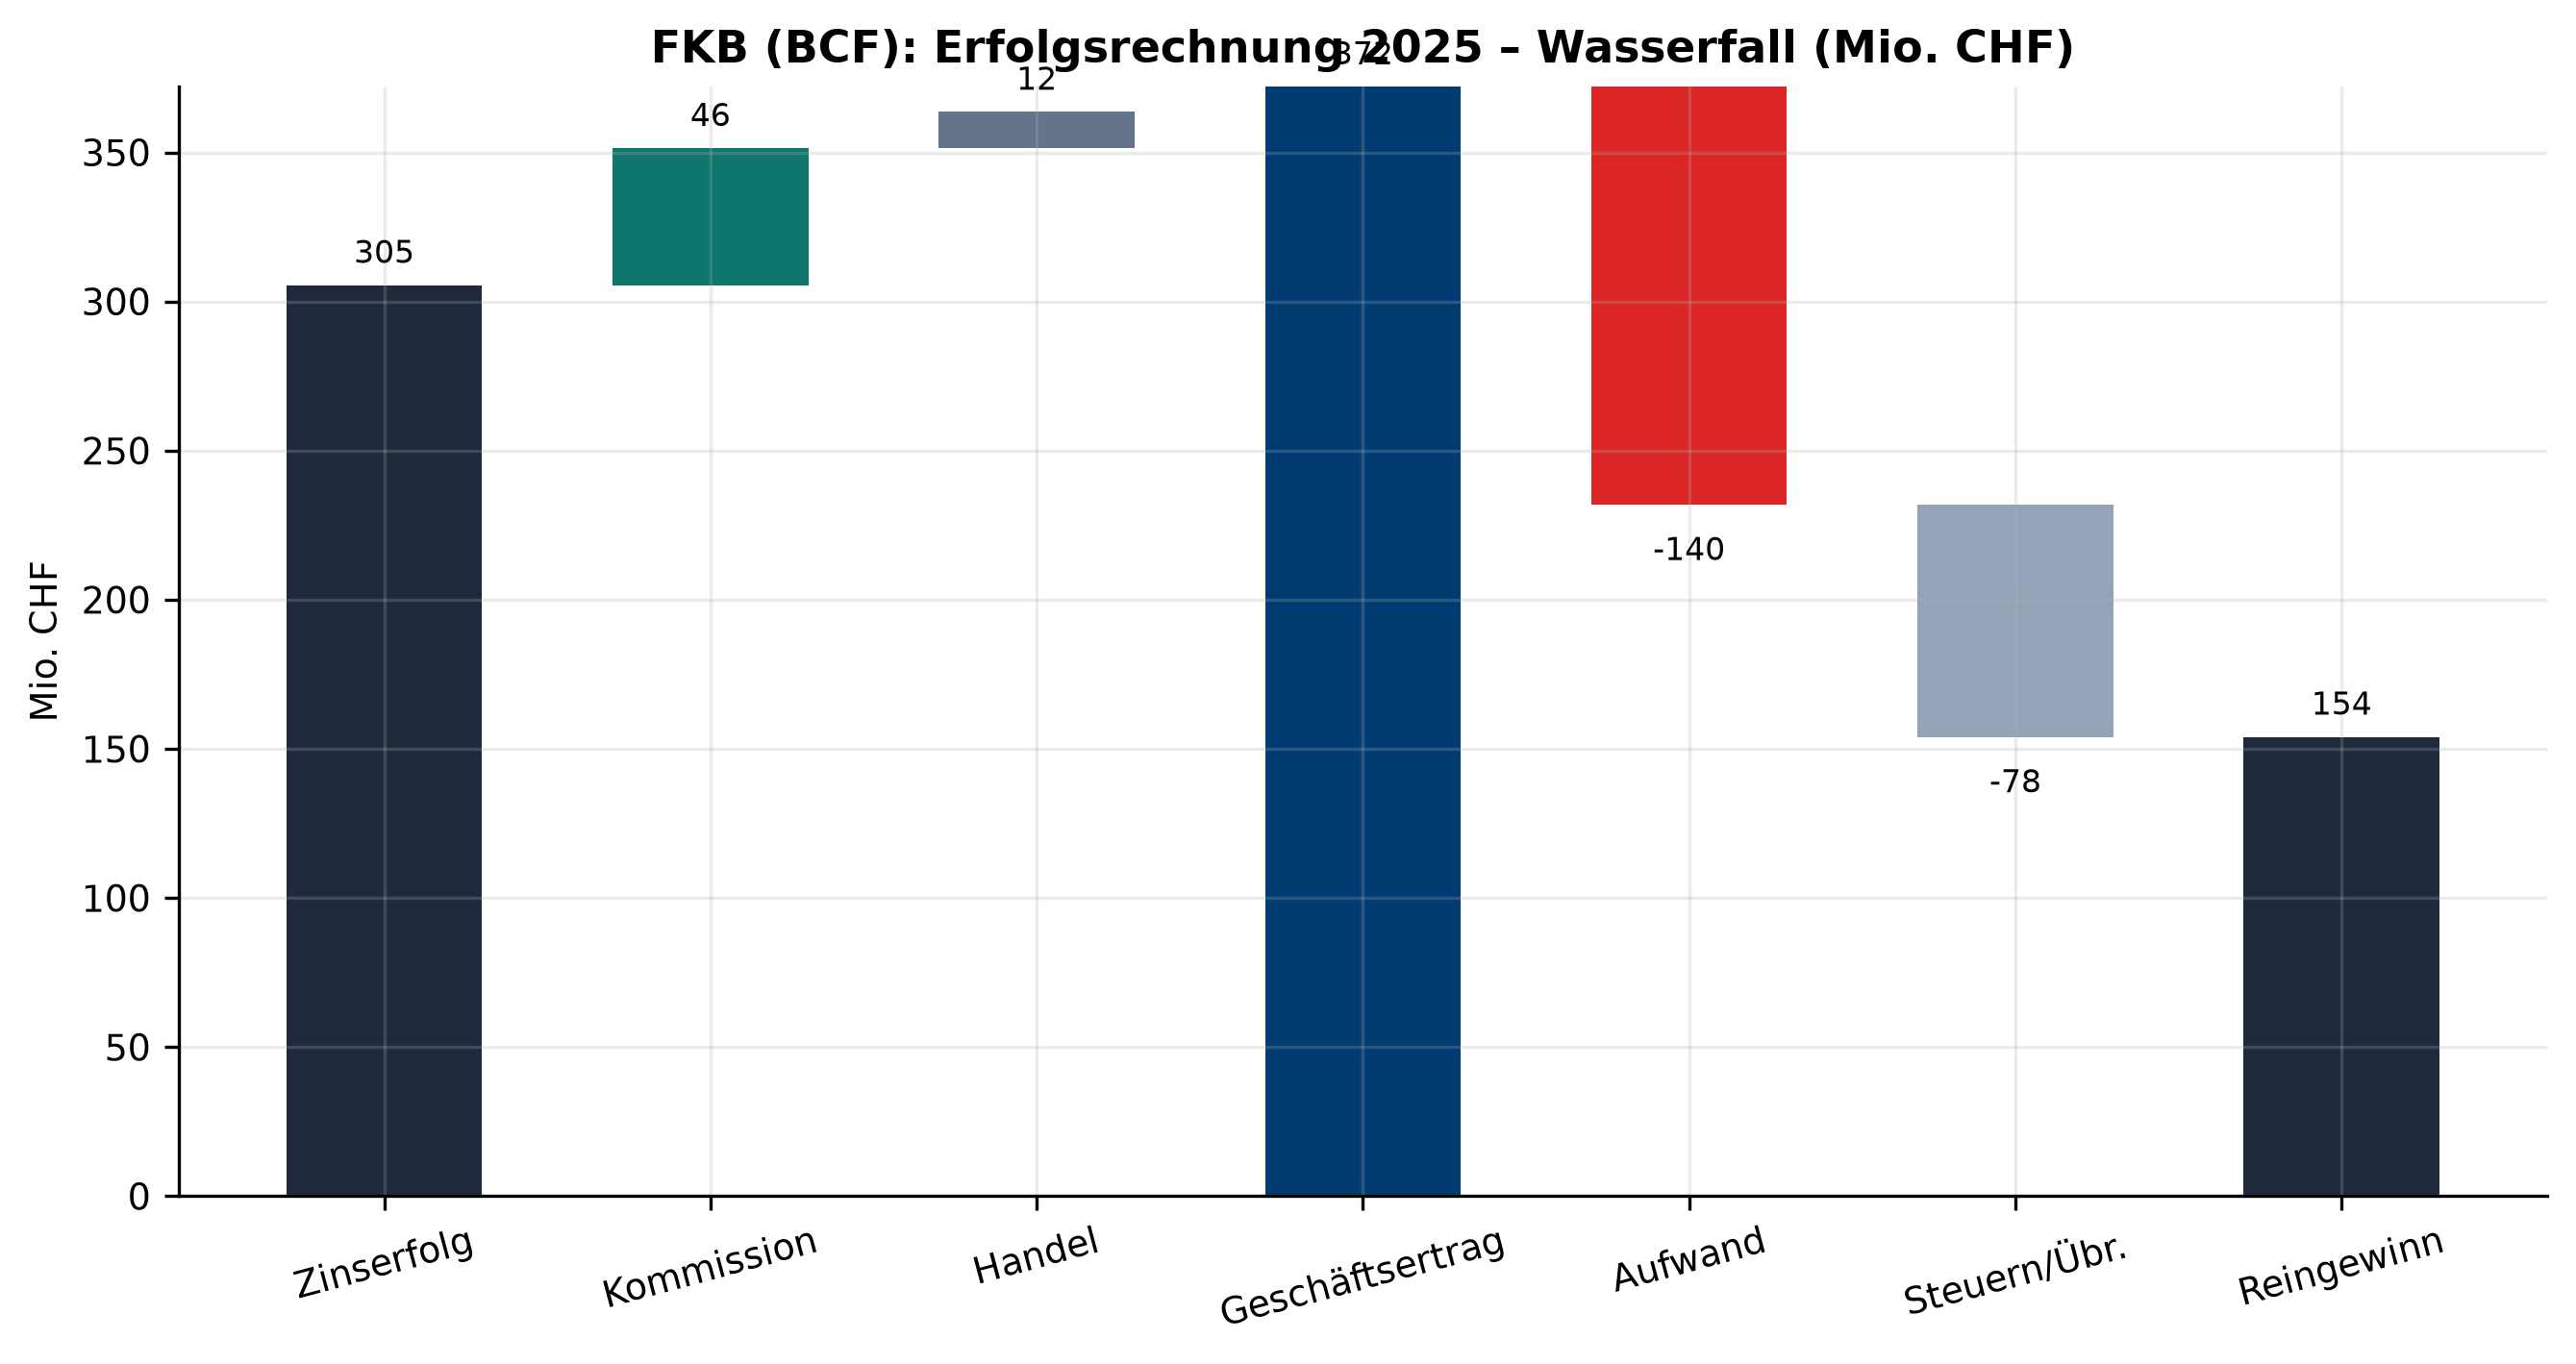 FKB (BCF): Erfolgsrechnung 2025 – Wasserfall (Mio. CHF)
372
12
46
350
305
300
250
-140
200
Mio. CHF
154
150
-78
100
50
0
Zinserfolg
Kommission
Handel
Geschäftsertrag
Aufwand
Steuern/Übr.
Reingewinn